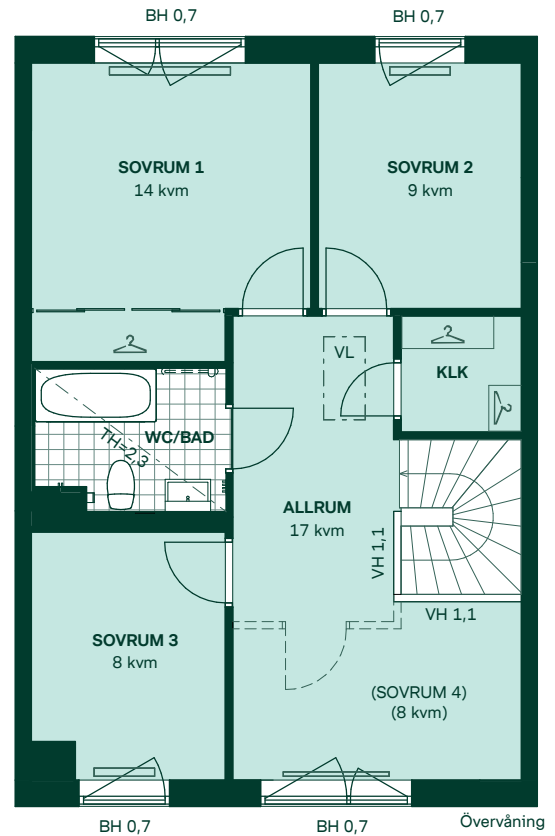 BH 0,7
BH 0,7
SOVRUM 1
14 kvm
SOVRUM 2
9 kvm
VL
KLK
WC/BAD
TH=2,3
ALLRUM
17 kvm
VH 1,1
VH 1,1
SOVRUM 3
8 kvm
(SOVRUM 4)
(8 kvm)
BH 0,7
BH 0,7
Övervåning